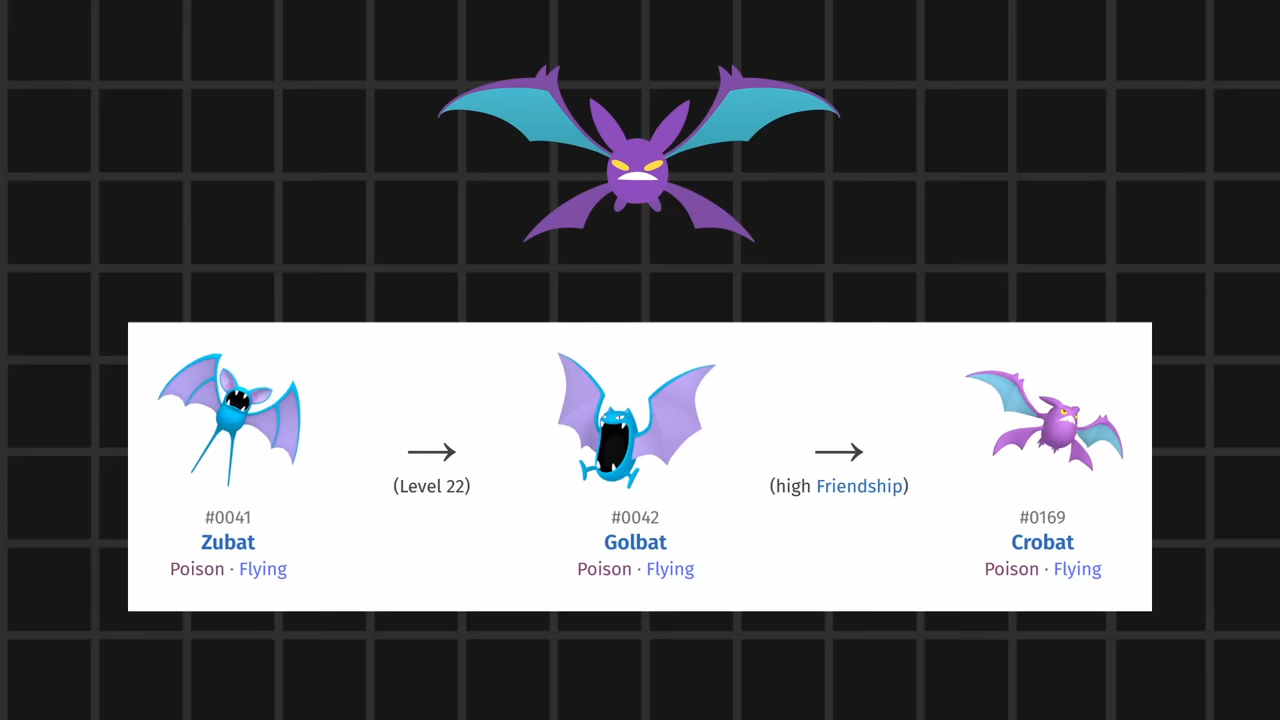 (Level 22)
(high Friendship)
#0041
#0042
#0169
Zubat
Golbat
Crobat
Poison · Flying
Poison · Flying
Poison · Flying